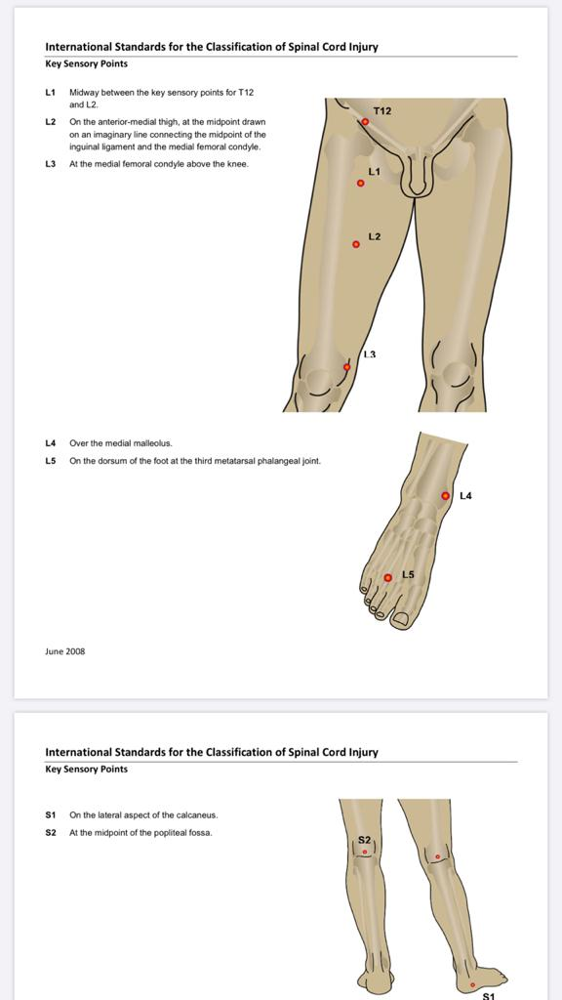 International Standards for the Classification of Spinal Cord Injury
Key Sensory Points
L1 Midway between the key sensory points for T12
and L2.
L2 On the anterior-medial thigh, at the midpoint drawn
on an imaginary line connecting the midpoint of the
inguinal ligament and the medial femoral condyle.
L3 At the medial femoral condyle above the knee.
T12
L1
L2
L3
L4 Over the medial malleolus.
L5 On the dorsum of the foot at the third metatarsal phalangeal joint.
L4
L5
June 2008
International Standards for the Classification of Spinal Cord Injury
Key Sensory Points
S1 On the lateral aspect of the calcaneus.
S2 At the midpoint of the popliteal fossa.
S2
S1